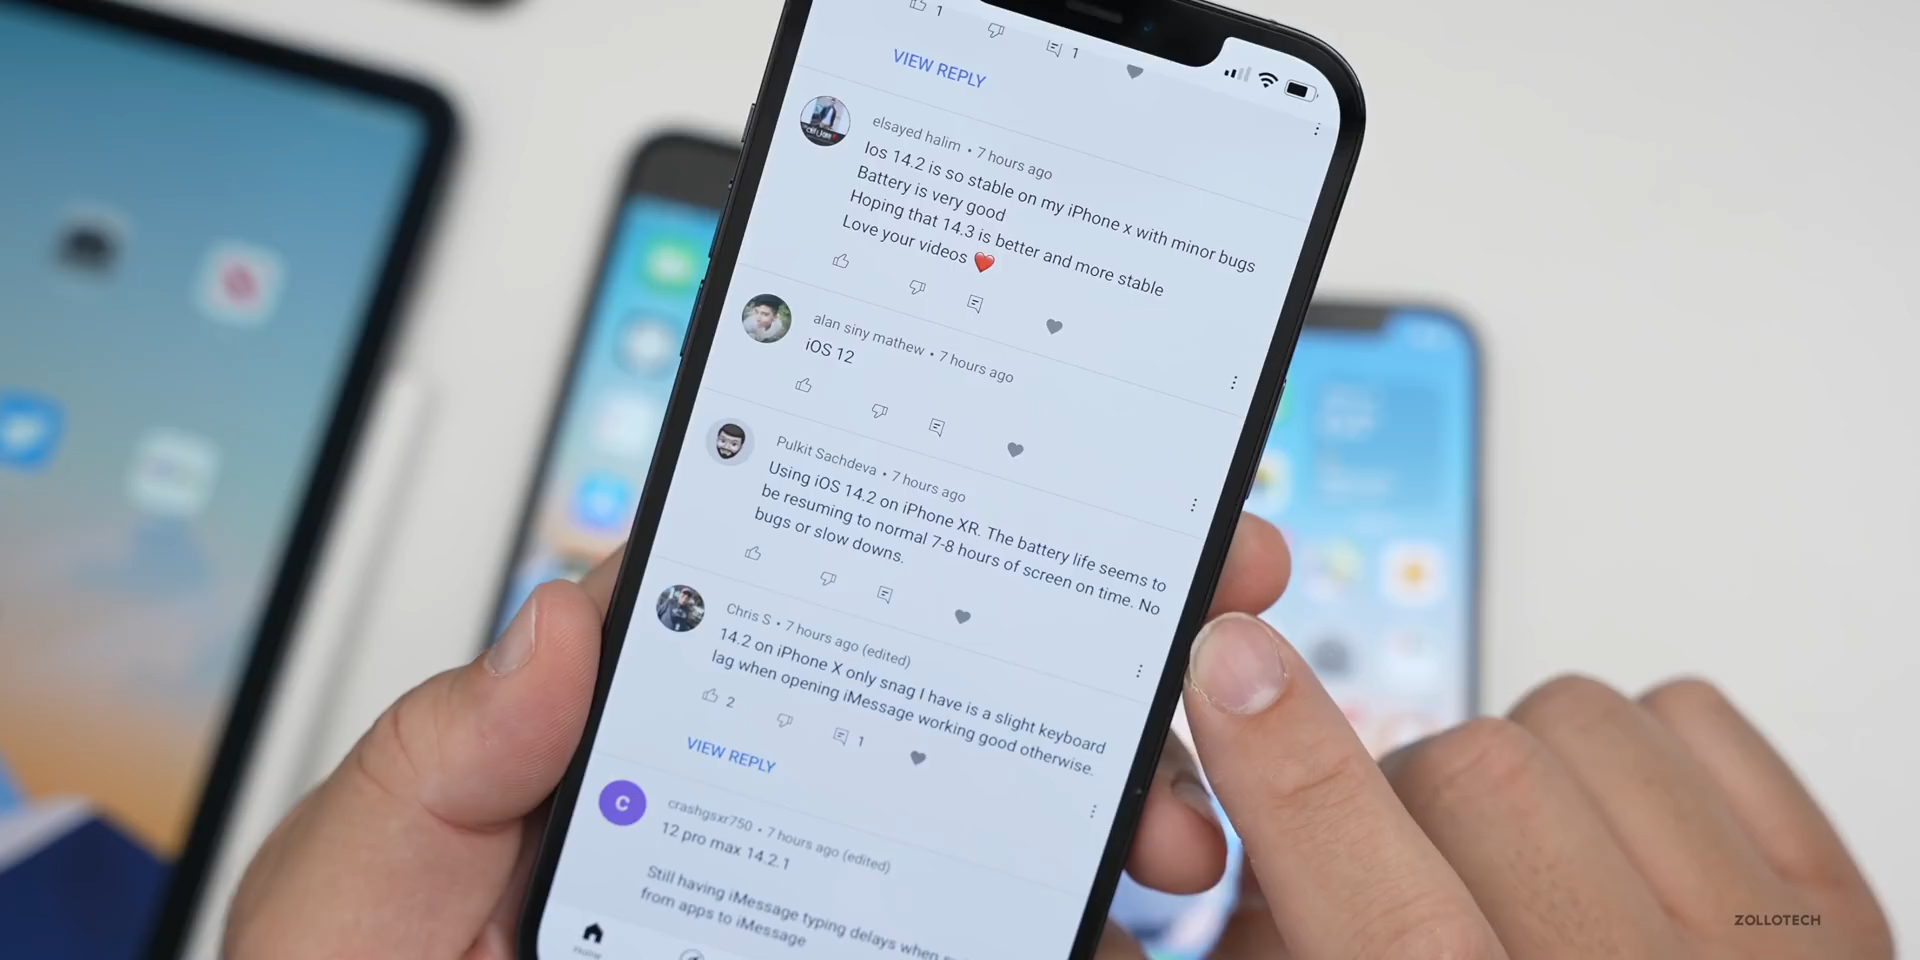 1
1
VIEW REPLY
elsayed halim • 7 hours ago
Ios 14.2 is so stable on my iPhone x with minor bugs
Battery is very good
Hoping that 14.3 is better and more stable
Love your videos ❤️
alan siny mathew • 7 hours ago
iOS 12
Pulkit Sachdeva • 7 hours ago
Using iOS 14.2 on iPhone XR. The battery life seems to
be resuming to normal 7-8 hours of screen on time. No
bugs or slow downs.
Chris S • 7 hours ago (edited)
14.2 on iPhone X only snag I have is a slight keyboard
lag when opening iMessage working good otherwise.
2
1
VIEW REPLY
C
crashgsxr750 • 7 hours ago (edited)
12 pro max 14.2.1
Still having iMessage typing delays when
from apps to iMessage
Home
ZOLLOTECH